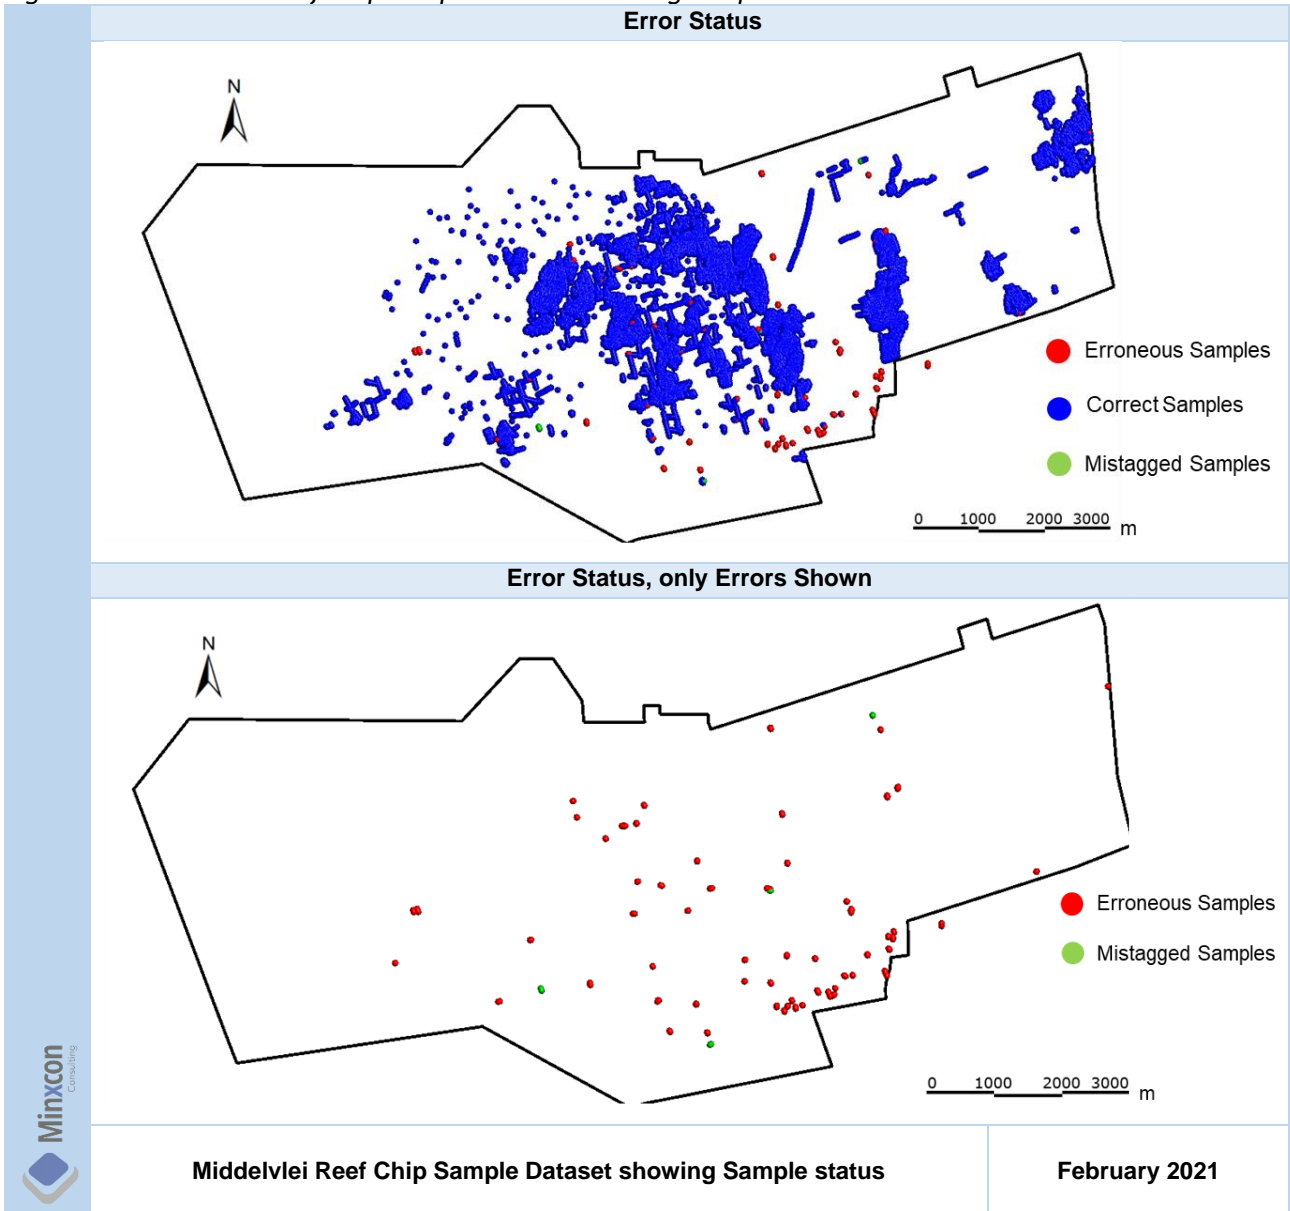 Error Status
N
Erroneous Samples
Correct Samples
Mistagged Samples
0 1000 2000 3000 m
Error Status, only Errors Shown
N
Erroneous Samples
Mistagged Samples
0 1000 2000 3000 m
Minxcon
Consulting
Middelvlei Reef Chip Sample Dataset showing Sample status
February 2021